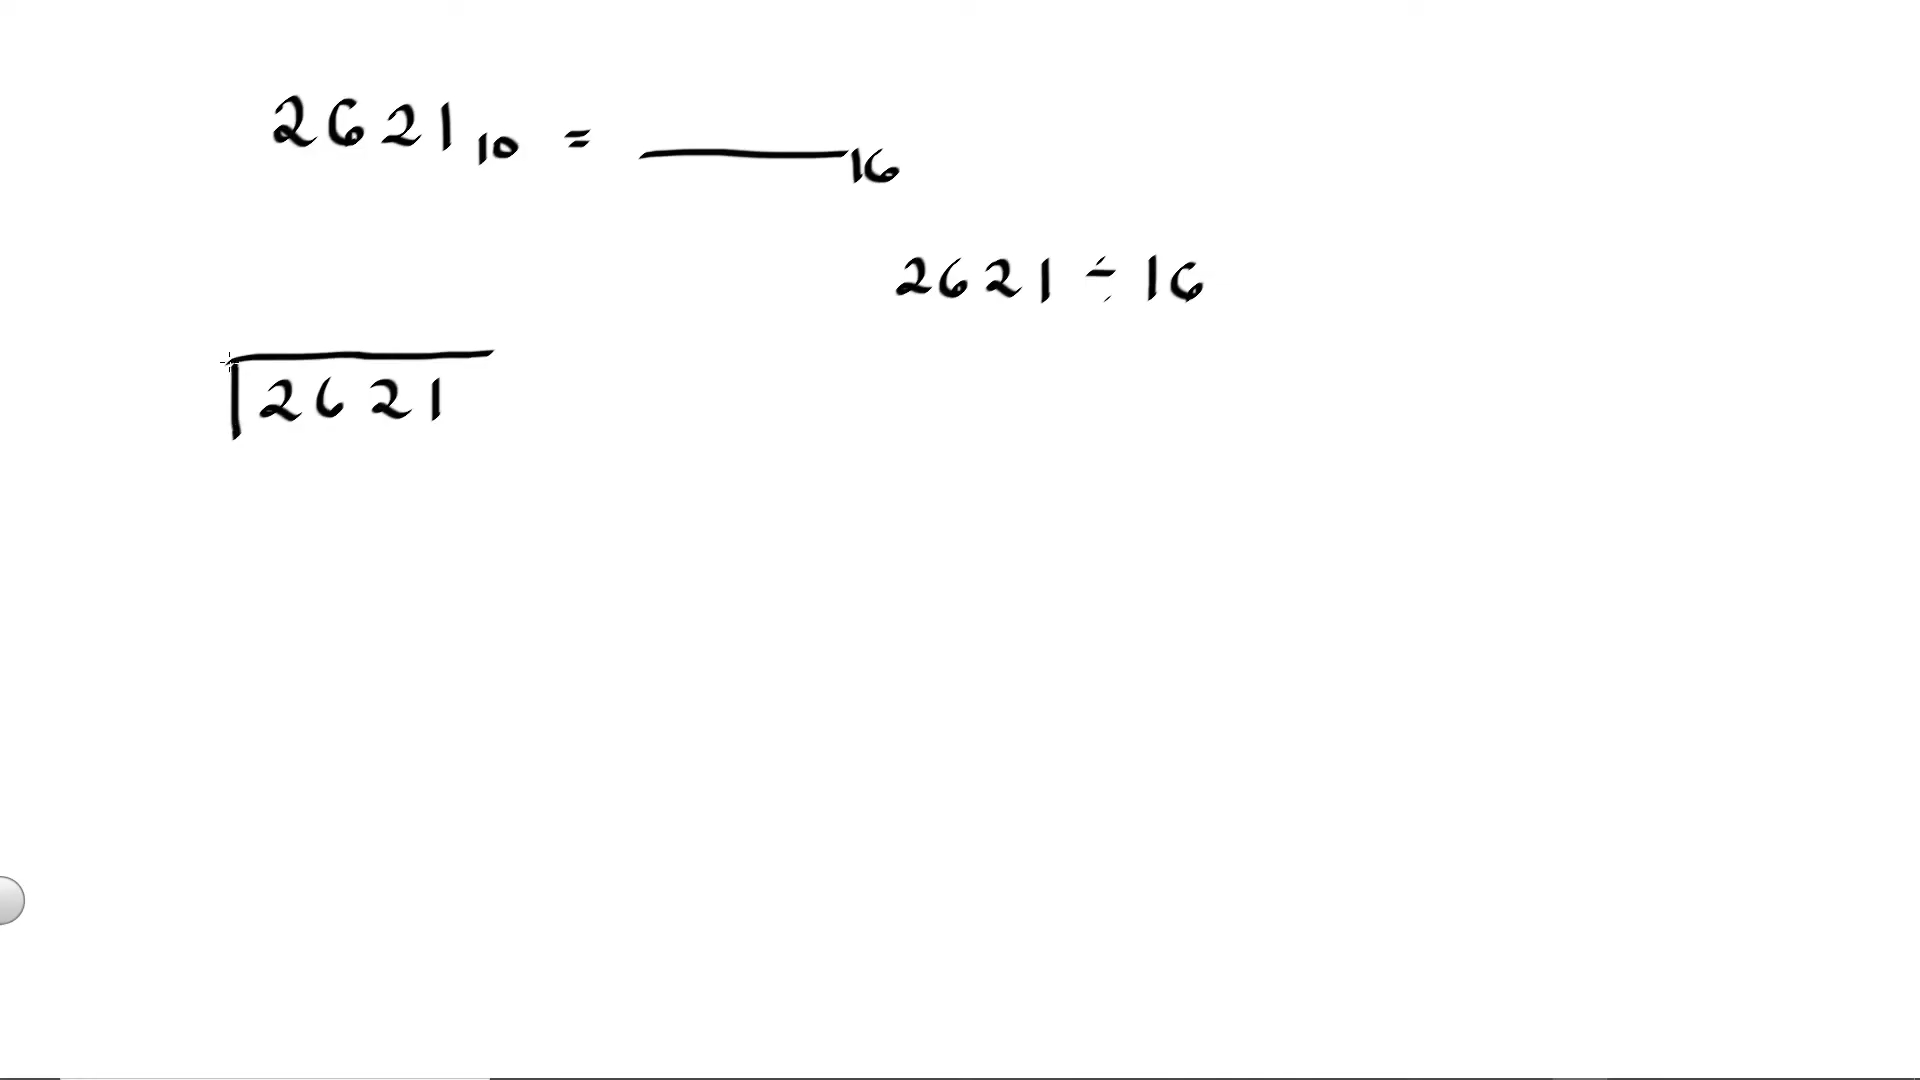 2621₁₀ = ______₁₆
2621 ÷ 16
2621